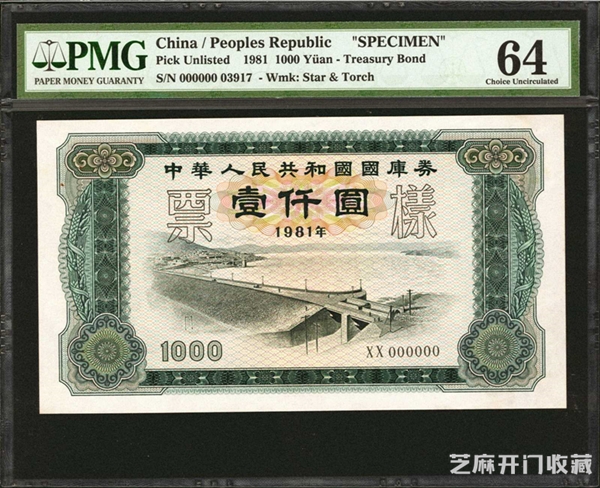 PMG
PAPER MONEY GUARANTY
China / Peoples Republic "SPECIMEN"
Pick Unlisted 1981 1000 Yüan - Treasury Bond
S/N 000000 03917 - Wmk: Star & Torch
64
Choice Uncirculated
中華人民共和國國庫券
票 壹仟圓 樣
1981年
1000
XX 000000
芝麻开门收藏